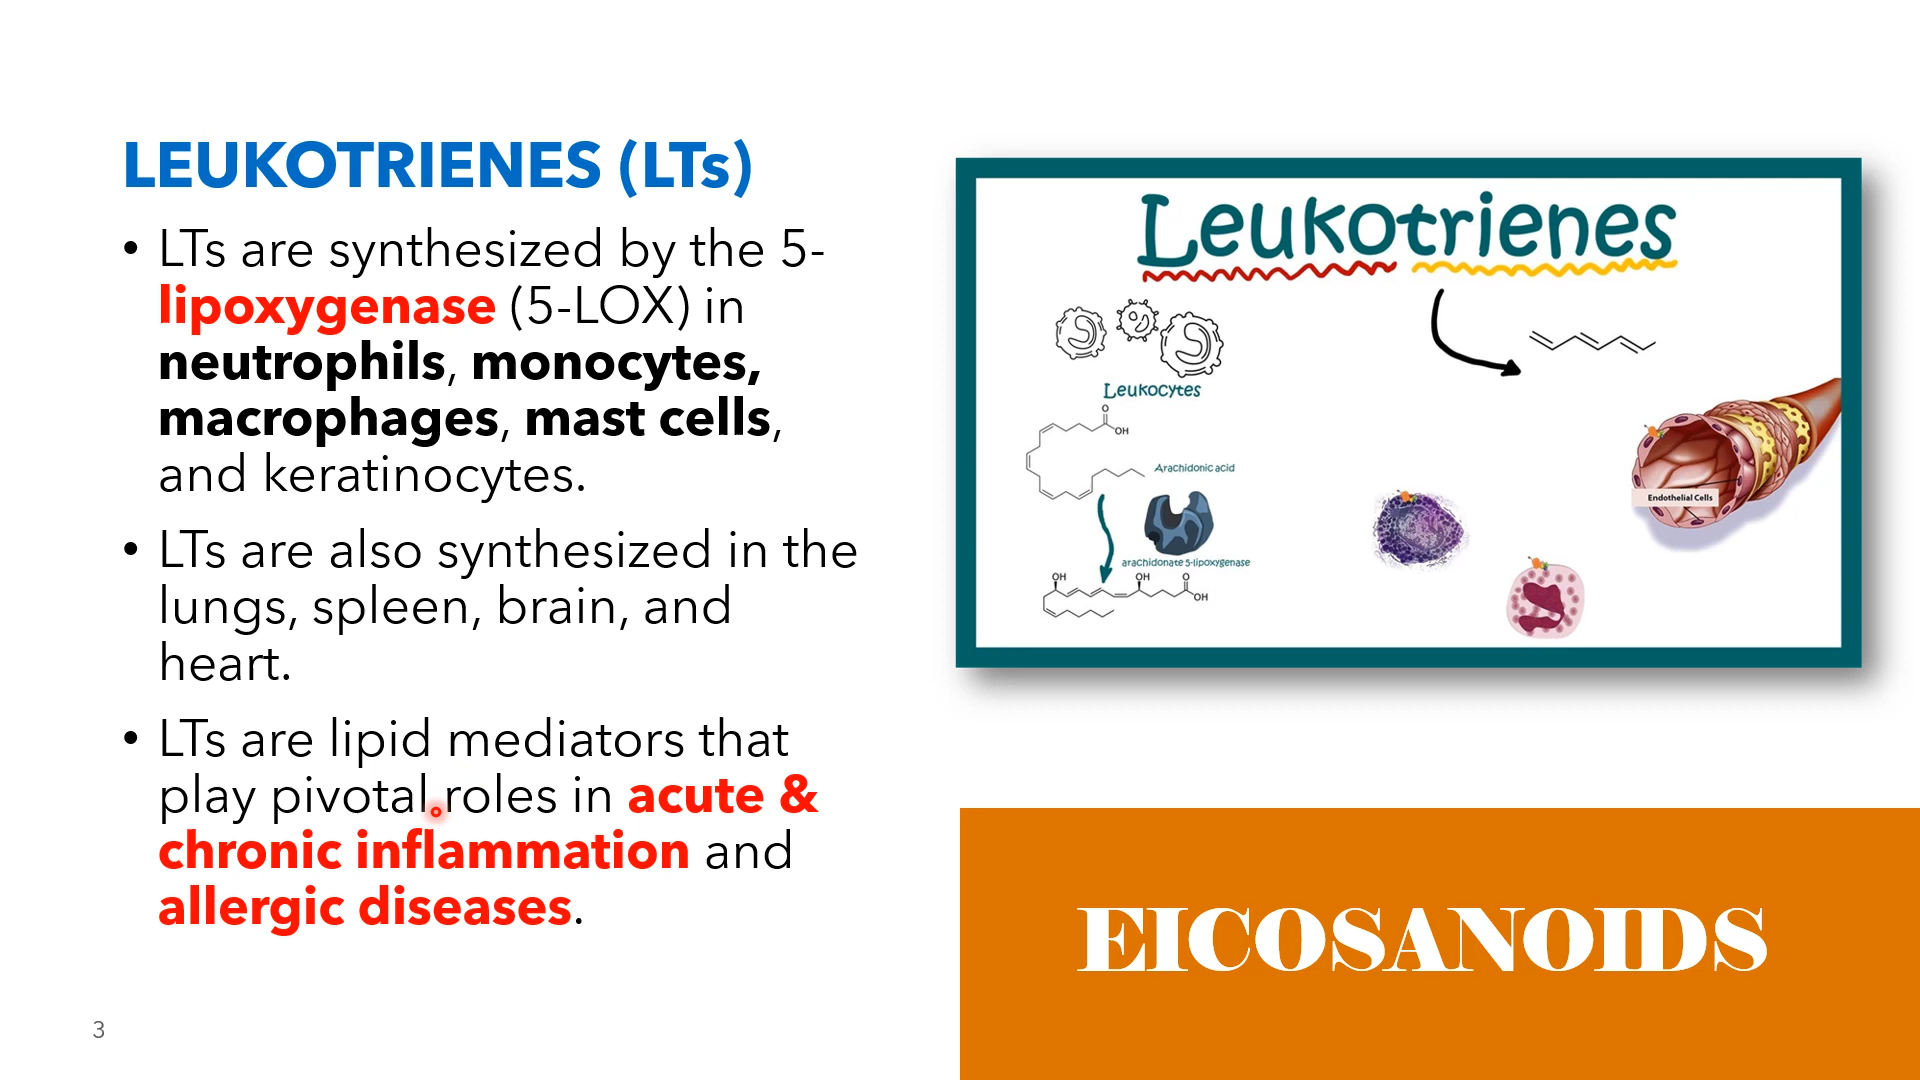 LEUKOTRIENES (LTs)
• LTs are synthesized by the 5-
lipoxygenase (5-LOX) in
neutrophils, monocytes,
macrophages, mast cells,
and keratinocytes.
• LTs are also synthesized in the
lungs, spleen, brain, and
heart.
• LTs are lipid mediators that
play pivotal roles in acute &
chronic inflammation and
allergic diseases.
3
Leukotrienes
Leukocytes
O
OH
Arachidonic acid
arachidonate 5-lipoxygenase
OH OH O
OH
Endothelial Cells
EICOSANOIDS